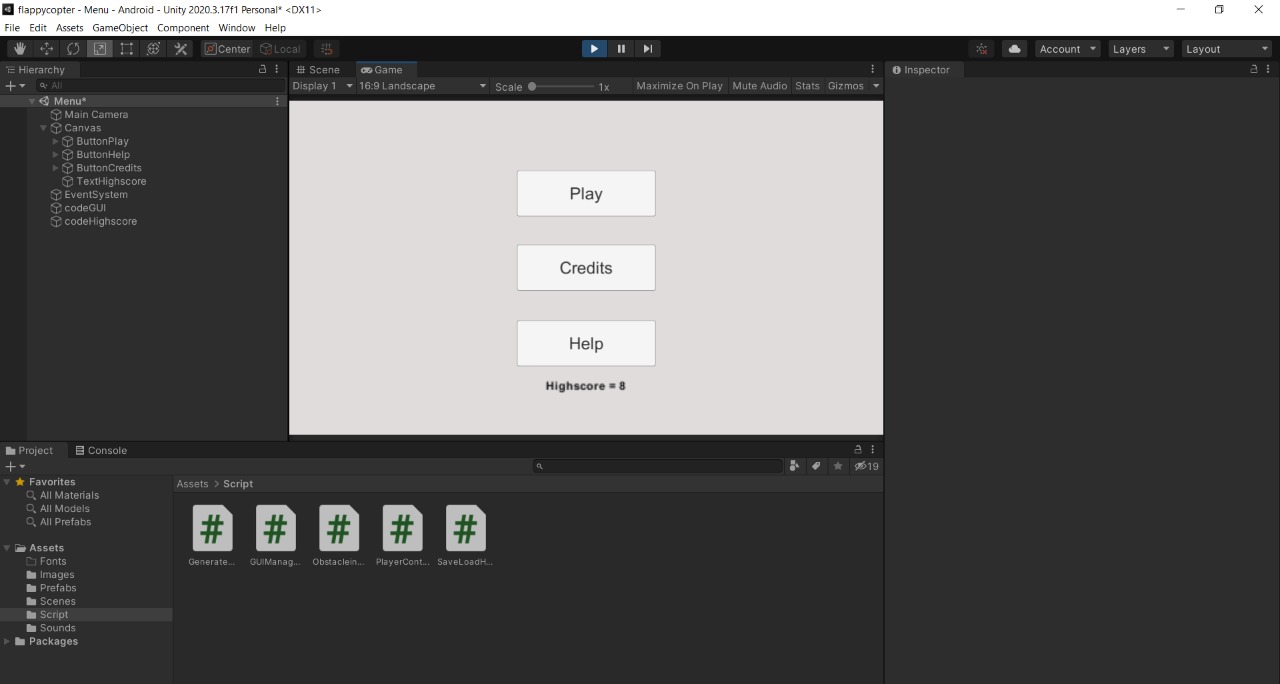 flappycopter - Menu - Android - Unity 2020.3.17f1 Personal* <DX11>
File Edit Assets GameObject Component Window Help
Center Local Account Layers Layout
Hierarchy Scene Game Inspector
All Display 1 16:9 Landscape Scale 1x Maximize On Play Mute Audio Stats Gizmos
Menu*
Main Camera
Canvas
ButtonPlay
ButtonHelp
ButtonCredits
TextHighscore
EventSystem
codeGUI
codeHighscore
Play
Credits
Help
Highscore = 8
Project Console
19
Favorites
All Materials
All Models
All Prefabs
Assets
Fonts
Images
Prefabs
Scenes
Script
Sounds
Packages
Assets > Script
Generate... GUIManag... Obstaclein... PlayerCont... SaveLoadH...